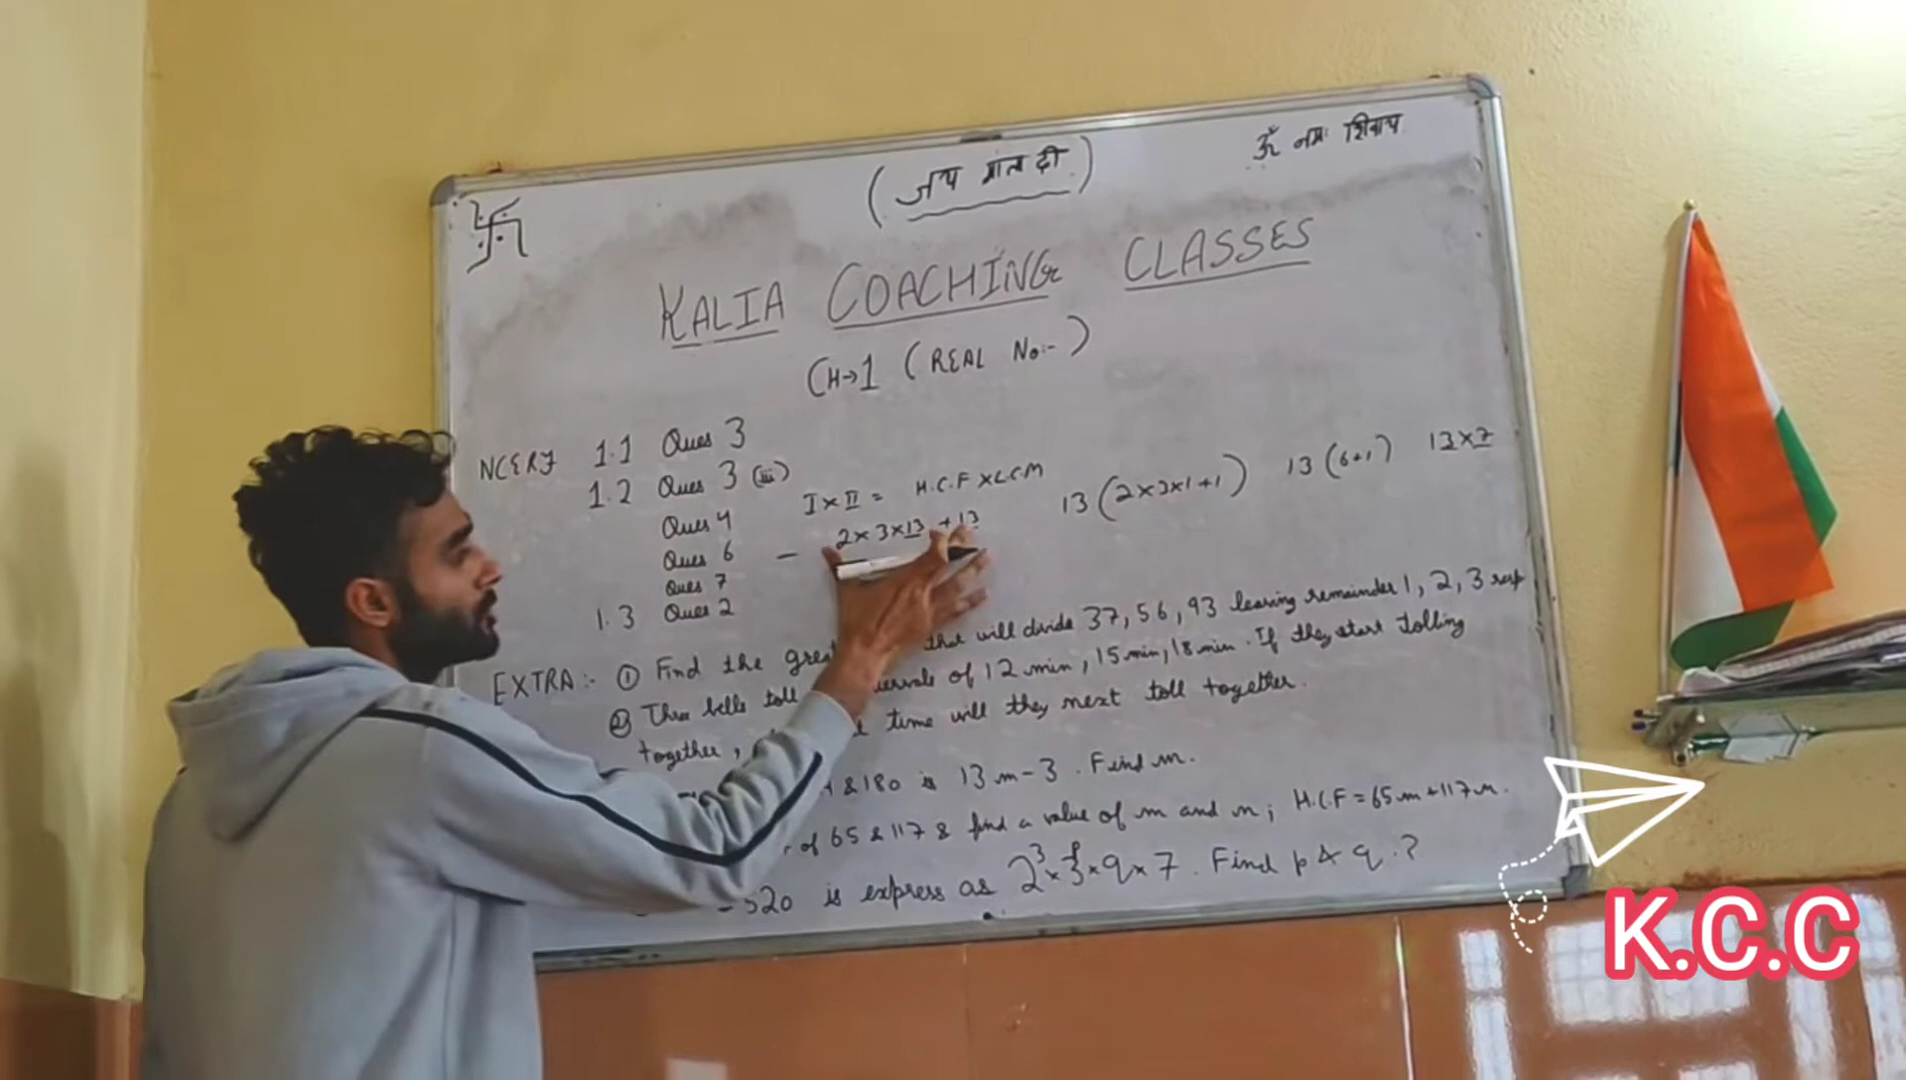 (जय माता दी)
ॐ नमः शिवाय
KALIA COACHING CLASSES
CH→1 (REAL No:-)
NCERT 1.1 Ques 3
1.2 Ques 3 (iii)
I × II = H.C.F × L.C.M
Ques 4
Ques 6 — 2 × 3 × 13 + 13
13 (2×3×1+1) 13 (6+1) 13×7
Ques 7
1.3 Ques 2
EXTRA:- ① Find the that will divide 37, 56, 93 leaving remainder 1, 2, 3 resp
② Three bells toll of 12 min, 15 min, 18 min. If they start tolling
together, time will they next toll together.
& 180 is 13m-3. Find m.
of 65 & 117 & find a value of m and n; H.C.F = 65m + 117n.
520 is express as 2³ × 3ᵖ × q × 7. Find p & q.?
K.C.C